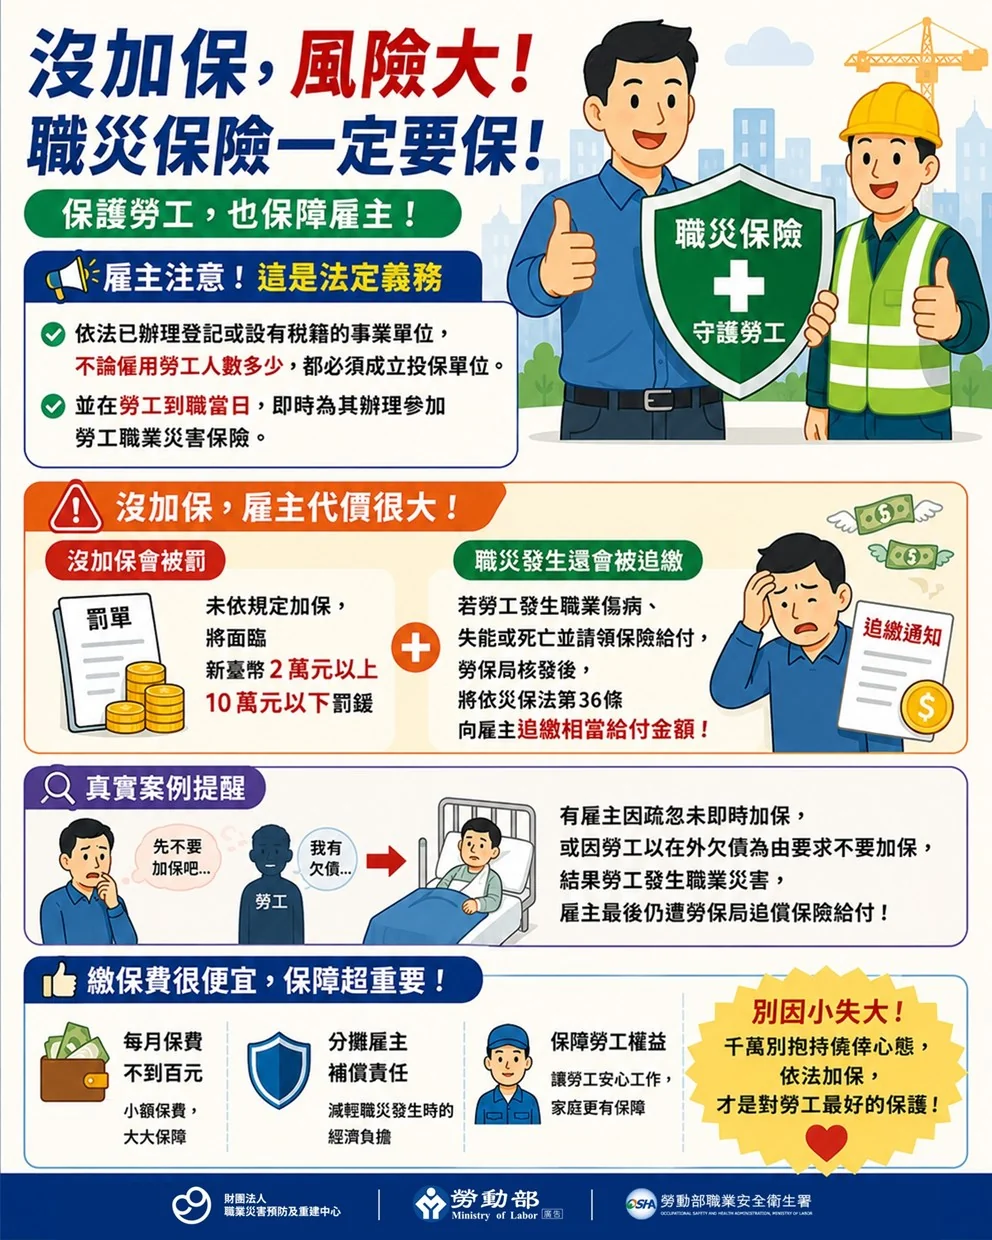 沒加保，風險大！
職災保險一定要保！
保護勞工，也保障雇主！
職災保險
守護勞工
雇主注意！這是法定義務
依法已辦理登記或設有稅籍的事業單位，
不論僱用勞工人數多少，都必須成立投保單位。
並在勞工到職當日，即時為其辦理參加
勞工職業災害保險。
沒加保，雇主代價很大！
沒加保會被罰
罰單
未依規定加保，
將面臨
新臺幣2萬元以上
10萬元以下罰鍰
職災發生還會被追繳
若勞工發生職業傷病、
失能或死亡並請領保險給付，
勞保局核發後，
將依災保法第36條
向雇主追繳相當給付金額！
追繳通知
真實案例提醒
先不要
加保吧...
勞工
我有
欠債...
有雇主因疏忽未即時加保，
或因勞工以在外欠債為由要求不要加保，
結果勞工發生職業災害，
雇主最後仍遭勞保局追償保險給付！
繳保費很便宜，保障超重要！
每月保費
不到百元
小額保費，
大大保障
分攤雇主
補償責任
減輕職災發生時的
經濟負擔
保障勞工權益
讓勞工安心工作，
家庭更有保障
別因小失大！
千萬別抱持僥倖心態，
依法加保，
才是對勞工最好的保護！
財團法人
職業災害預防及重建中心
勞動部
Ministry of Labor 廣告
OSHA 勞動部職業安全衛生署
OCCUPATIONAL SAFETY AND HEALTH ADMINISTRATION, MINISTRY OF LABOR